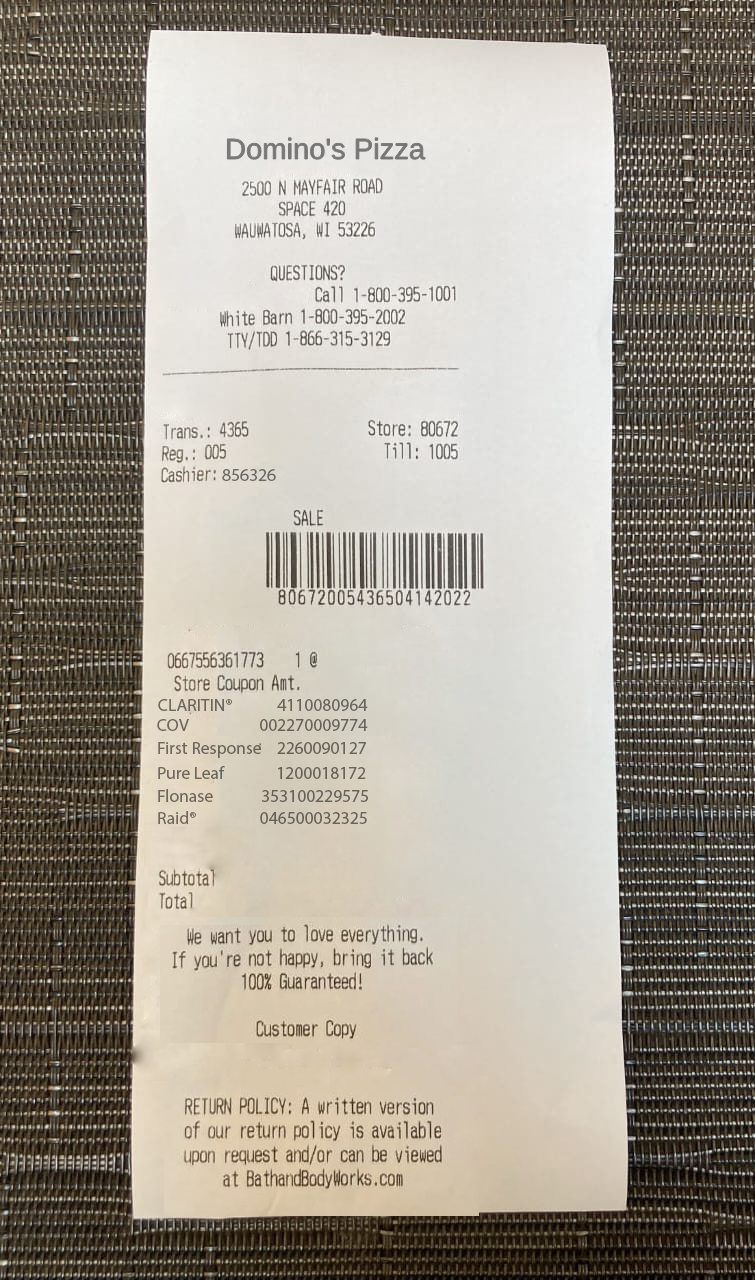 Domino's Pizza
2500 N MAYFAIR ROAD
SPACE 420
WAUWATOSA, WI 53226
QUESTIONS?
Call 1-800-395-1001
White Barn 1-800-395-2002
TTY/TDD 1-866-315-3129
Trans.: 4365 Store: 80672
Reg.: 005 Till: 1005
Cashier: 856326
SALE
80672005436504142022
0667556361773 1 @
Store Coupon Amt.
CLARITIN® 4110080964
COV 002270009774
First Response 2260090127
Pure Leaf 1200018172
Flonase 353100229575
Raid® 046500032325
Subtotal
Total
We want you to love everything.
If you're not happy, bring it back
100% Guaranteed!
Customer Copy
RETURN POLICY: A written version
of our return policy is available
upon request and/or can be viewed
at BathandBodyWorks.com